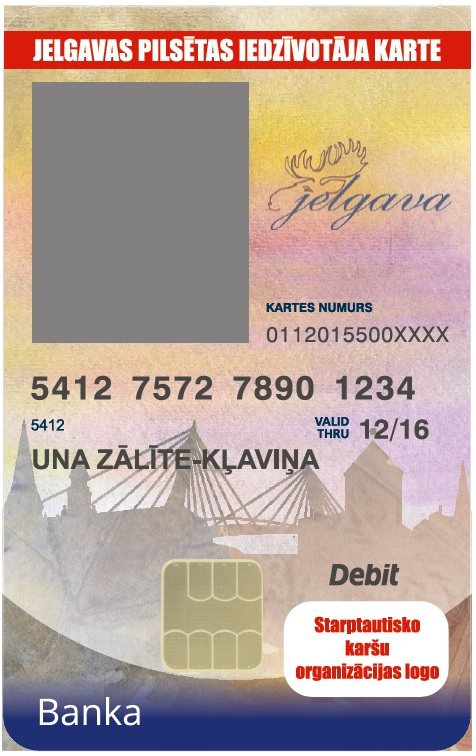 JELGAVAS PILSĒTAS IEDZĪVOTĀJA KARTE
jelgava
KARTES NUMURS
0112015500XXXX
5412 7572 7890 1234
5412
VALID
THRU 12/16
UNA ZĀLĪTE-KĻAVIŅA
Debit
Starptautisko
karšu
organizācijas logo
Banka